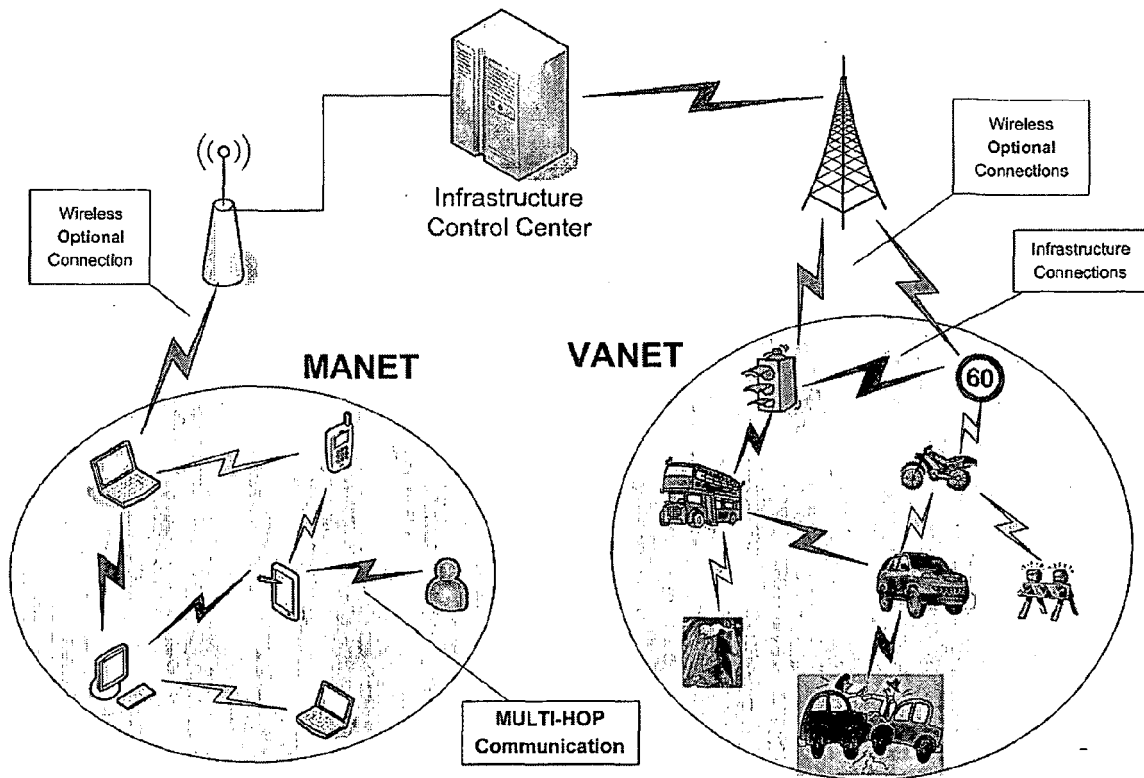 Infrastructure
Control Center
Wireless
Optional
Connections
Wireless
Optional
Connection
Infrastructure
Connections
MANET
VANET
60
MULTI-HOP
Communication